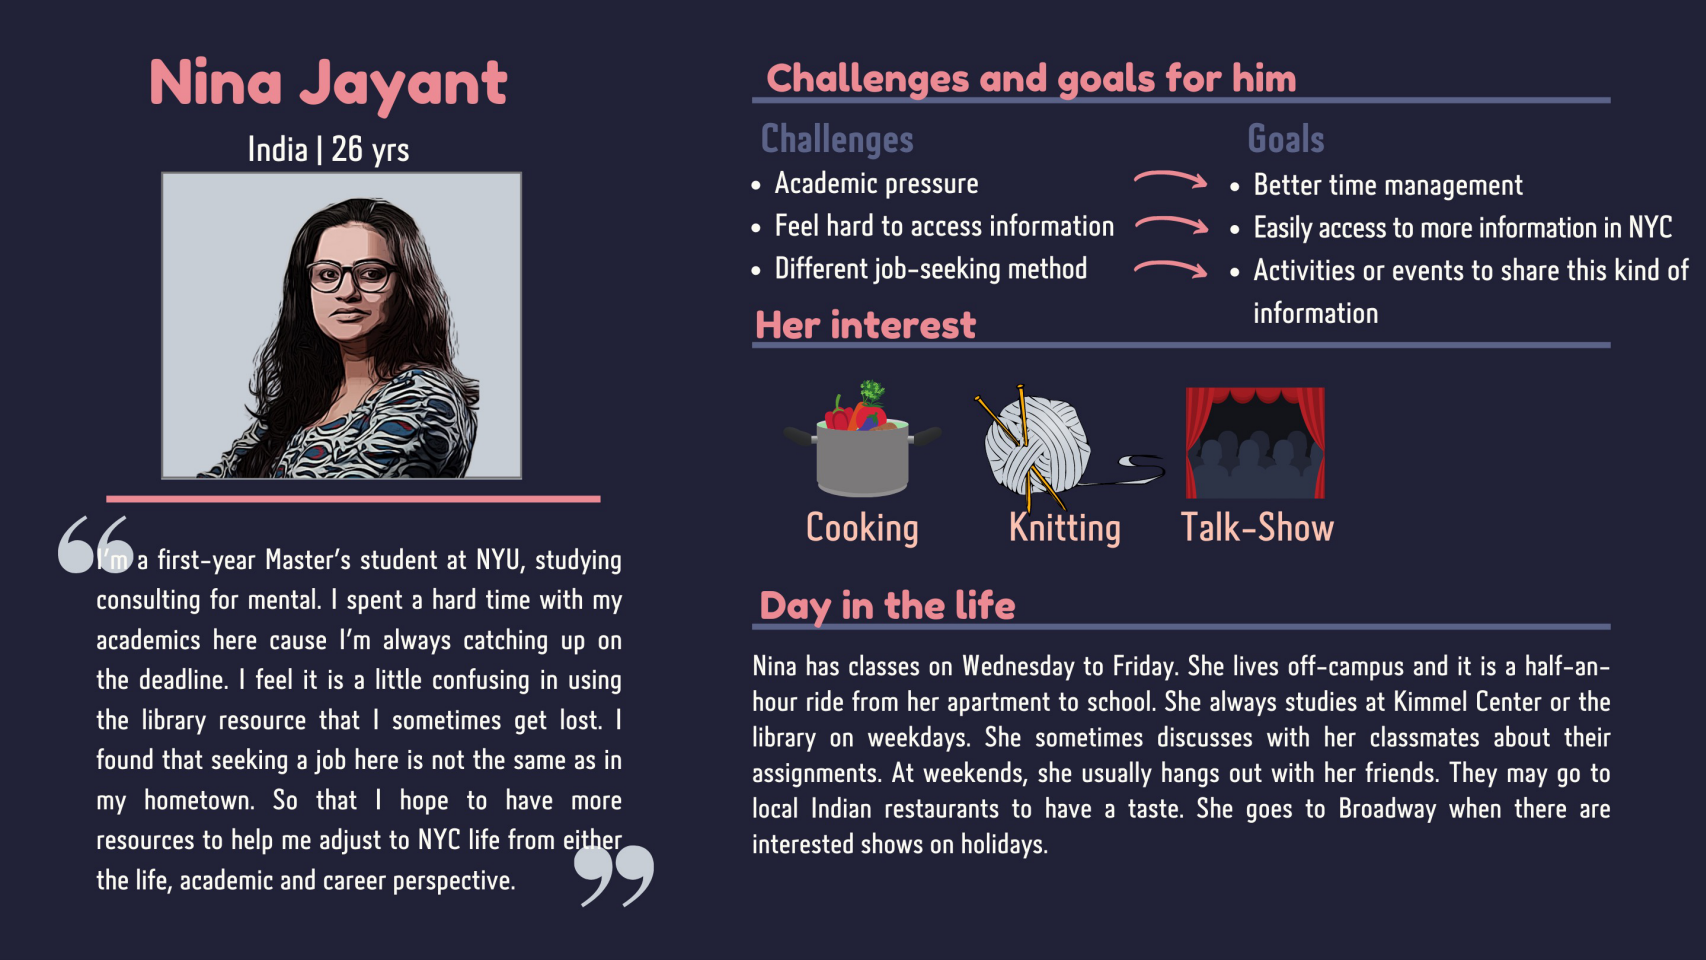 Nina Jayant
India | 26 yrs
I'm a first-year Master's student at NYU, studying
consulting for mental. I spent a hard time with my
academics here cause I'm always catching up on
the deadline. I feel it is a little confusing in using
the library resource that I sometimes get lost. I
found that seeking a job here is not the same as in
my hometown. So that I hope to have more
resources to help me adjust to NYC life from either
the life, academic and career perspective.
Challenges and goals for him
Challenges
• Academic pressure
• Feel hard to access information
• Different job-seeking method
Goals
• Better time management
• Easily access to more information in NYC
• Activities or events to share this kind of
information
Her interest
Cooking
Knitting
Talk-Show
Day in the life
Nina has classes on Wednesday to Friday. She lives off-campus and it is a half-an-
hour ride from her apartment to school. She always studies at Kimmel Center or the
library on weekdays. She sometimes discusses with her classmates about their
assignments. At weekends, she usually hangs out with her friends. They may go to
local Indian restaurants to have a taste. She goes to Broadway when there are
interested shows on holidays.